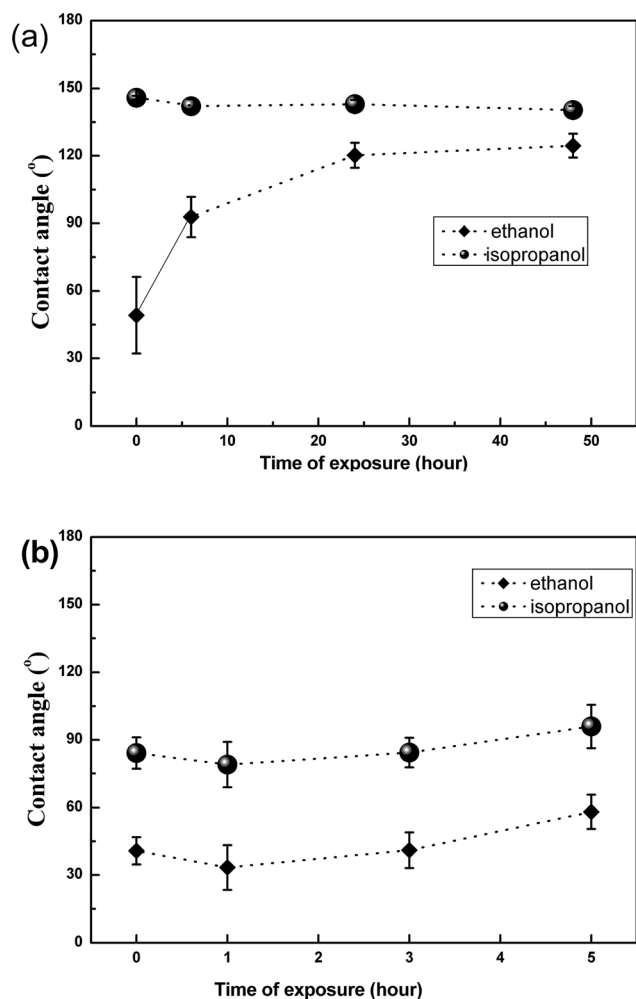 (a)
180
150
120
90
60
30
0
Contact angle (°)
ethanol
isopropanol
0 10 20 30 40 50
Time of exposure (hour)
(b)
180
150
120
90
60
30
0
Contact angle (°)
ethanol
isopropanol
0 1 2 3 4 5
Time of exposure (hour)